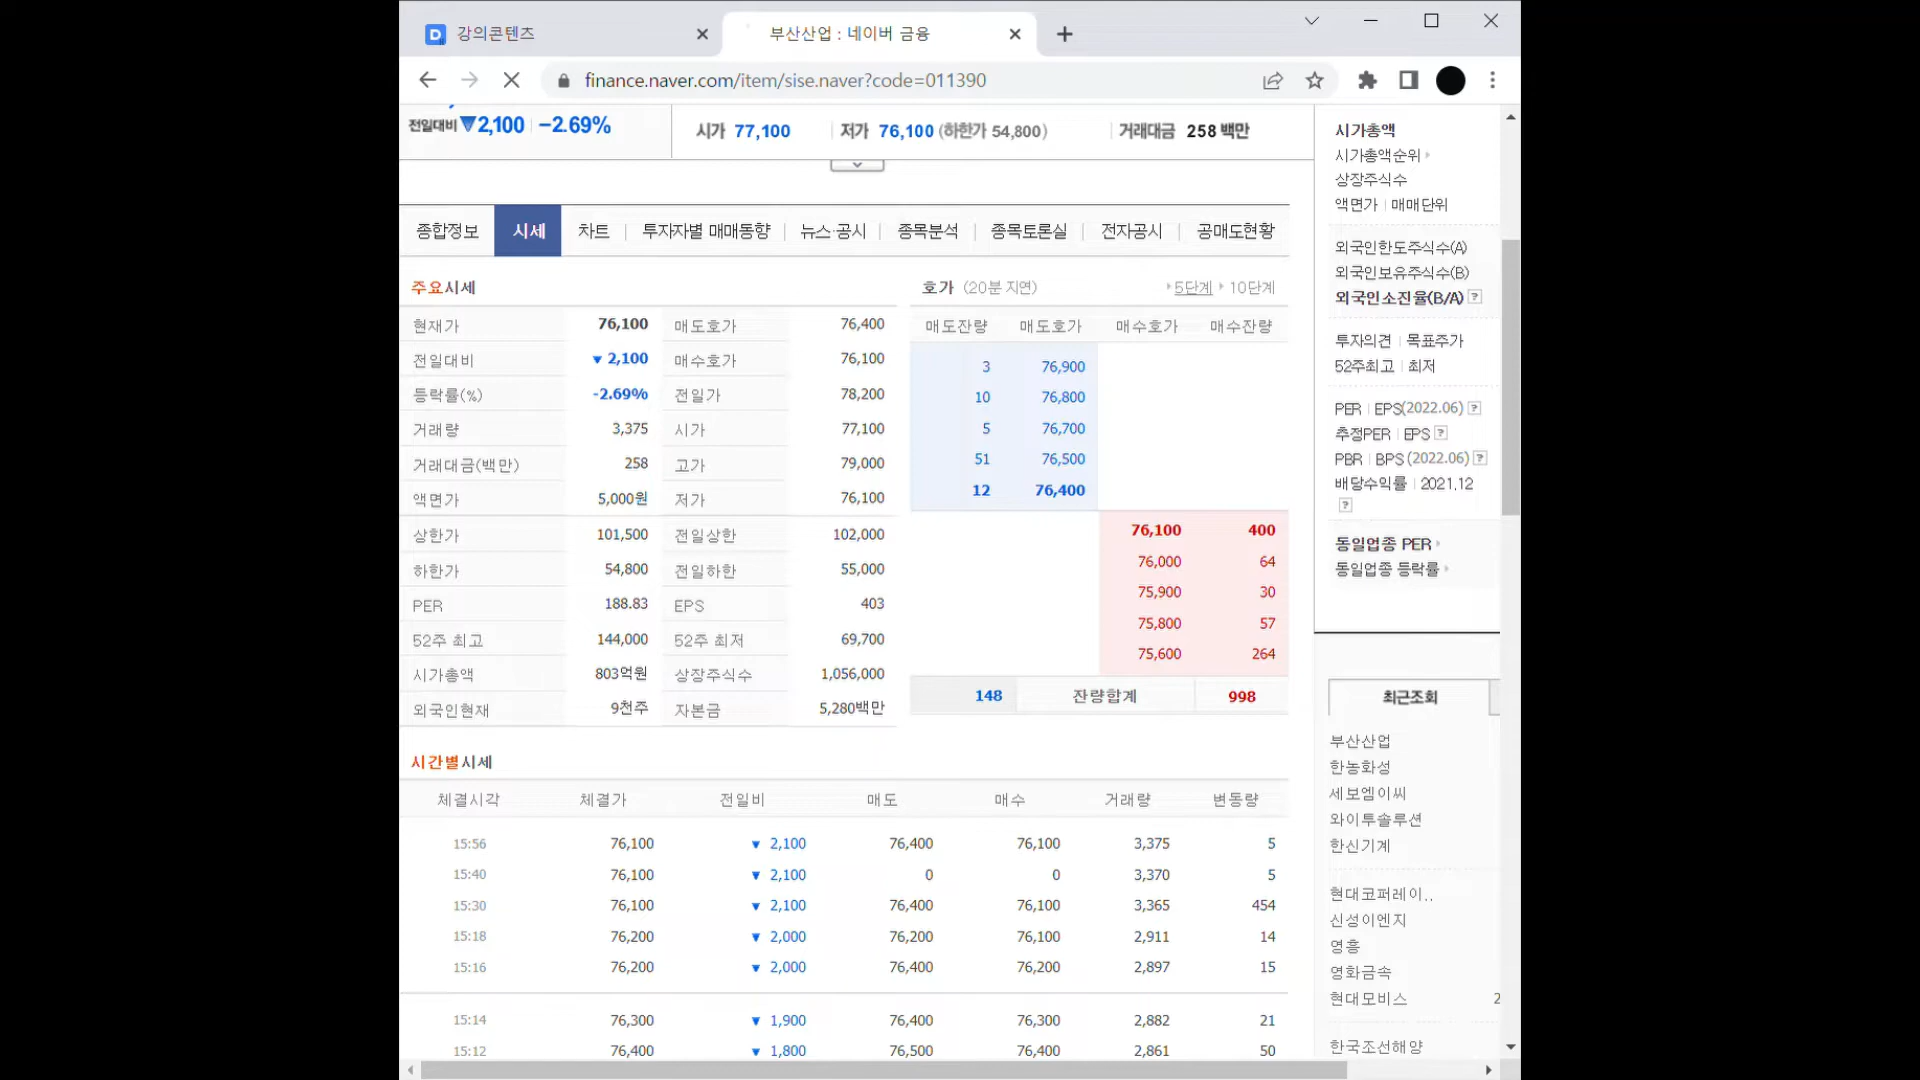 강의콘텐츠
부산산업 : 네이버 금융
finance.naver.com/item/sise.naver?code=011390
전일대비 ▼2,100 -2.69%
시가 77,100 저가 76,100 (하한가 54,800) 거래대금 258 백만
종합정보 시세 차트 투자자별 매매동향 뉴스·공시 종목분석 종목토론실 전자공시 공매도현황
주요시세
현재가 76,100 매도호가 76,400
전일대비 ▼ 2,100 매수호가 76,100
등락률(%) -2.69% 전일가 78,200
거래량 3,375 시가 77,100
거래대금(백만) 258 고가 79,000
액면가 5,000원 저가 76,100
상한가 101,500 전일상한 102,000
하한가 54,800 전일하한 55,000
PER 188.83 EPS 403
52주 최고 144,000 52주 최저 69,700
시가총액 803억원 상장주식수 1,056,000
외국인현재 9천주 자본금 5,280백만
호가 (20분 지연) 5단계 10단계
매도잔량 매도호가 매수호가 매수잔량
3 76,900
10 76,800
5 76,700
51 76,500
12 76,400
76,100 400
76,000 64
75,900 30
75,800 57
75,600 264
148 잔량합계 998
시간별시세
체결시각 체결가 전일비 매도 매수 거래량 변동량
15:56 76,100 ▼ 2,100 76,400 76,100 3,375 5
15:40 76,100 ▼ 2,100 0 0 3,370 5
15:30 76,100 ▼ 2,100 76,400 76,100 3,365 454
15:18 76,200 ▼ 2,000 76,200 76,100 2,911 14
15:16 76,200 ▼ 2,000 76,400 76,200 2,897 15
15:14 76,300 ▼ 1,900 76,400 76,300 2,882 21
15:12 76,400 ▼ 1,800 76,500 76,400 2,861 50
시가총액
시가총액순위
상장주식수
액면가 | 매매단위
외국인한도주식수(A)
외국인보유주식수(B)
외국인소진율(B/A) ?
투자의견 | 목표주가
52주최고 | 최저
PER | EPS(2022.06) ?
추정PER | EPS ?
PBR | BPS (2022.06) ?
배당수익률 | 2021.12
?
동일업종 PER
동일업종 등락률
최근조회
부산산업
한농화성
세보엠이씨
와이투솔루션
한신기계
현대코퍼레이..
신성이엔지
영흥
영화금속
현대모비스 2
한국조선해양